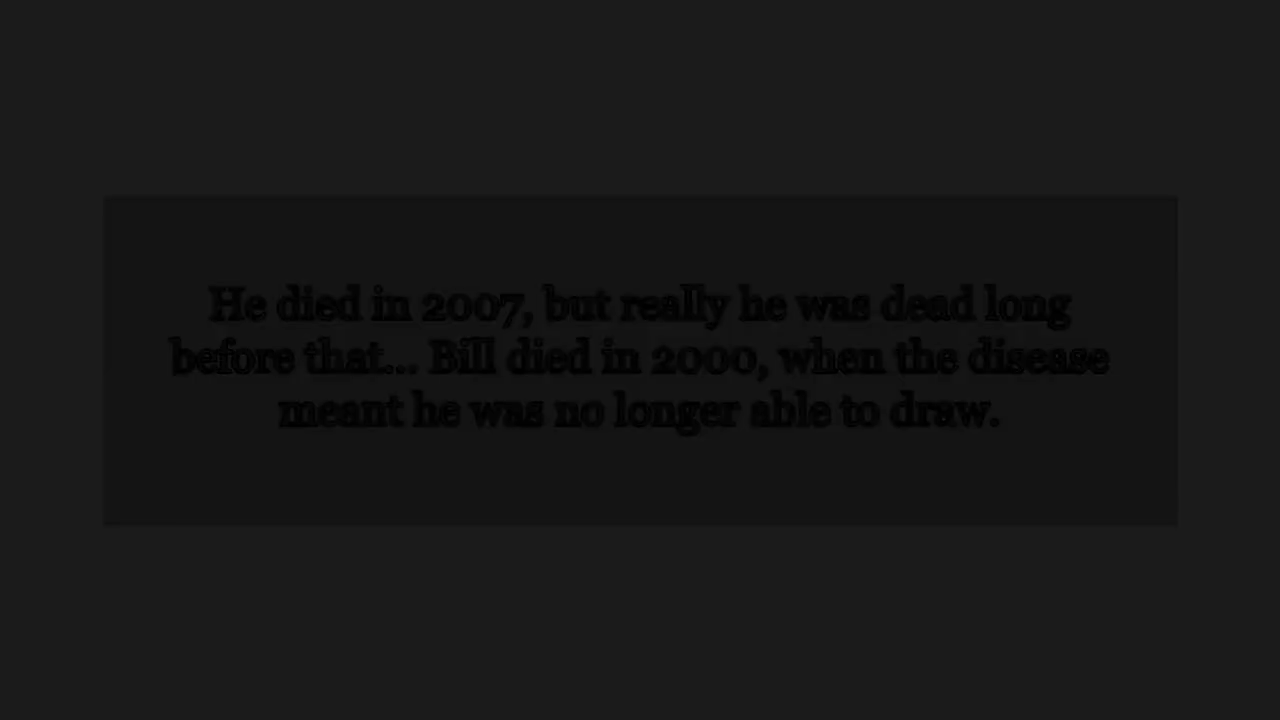 He died in 2007, but really he was dead long
before that... Bill died in 2000, when the disease
meant he was no longer able to draw.